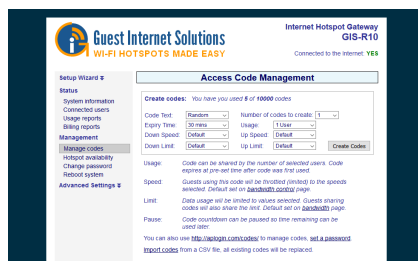 Guest Internet Solutions
WI-FI HOTSPOTS MADE EASY
Internet Hotspot Gateway
GIS-R10
Connected to the Internet: YES
Setup Wizard
Status
System information
Connected users
Usage reports
Billing reports
Management
Manage codes
Hotspot availability
Change password
Reboot system
Advanced Settings
Access Code Management
Create codes: You have you used 5 of 10000 codes
Code Text: Random Number of codes to create: 1
Expiry Time: 30 mins Usage: 1 User
Down Speed: Default Up Speed: Default
Down Limit: Default Up Limit: Default Create Codes
Usage: Code can be shared by the number of selected users. Code
expires at pre-set time after code was first used.
Speed: Guests using this code will be throttled (limited) to the speeds
selected. Default set on bandwidth control page.
Limit: Data usage will be limited to values selected. Guests sharing
codes will also share the limit. Default set on bandwidth page.
Pause: Code countdown can be paused so time remaining can be
used later.
You can also use http://aplogin.com/codes/ to manage codes, set a password.
import codes from a CSV file, all existing codes will be replaced.